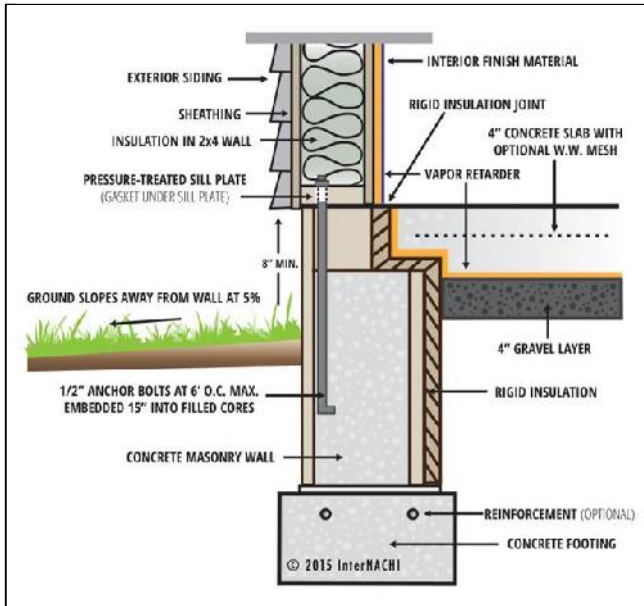 EXTERIOR SIDING
SHEATHING
INSULATION IN 2x4 WALL
PRESSURE-TREATED SILL PLATE
(GASKET UNDER SILL PLATE)
8" MIN.
GROUND SLOPES AWAY FROM WALL AT 5%
1/2" ANCHOR BOLTS AT 6' O.C. MAX.
EMBEDDED 15" INTO FILLED CORES
CONCRETE MASONRY WALL
INTERIOR FINISH MATERIAL
RIGID INSULATION JOINT
4" CONCRETE SLAB WITH
OPTIONAL W.W. MESH
VAPOR RETARDER
4" GRAVEL LAYER
RIGID INSULATION
REINFORCEMENT (OPTIONAL)
CONCRETE FOOTING
© 2015 InterNACHI